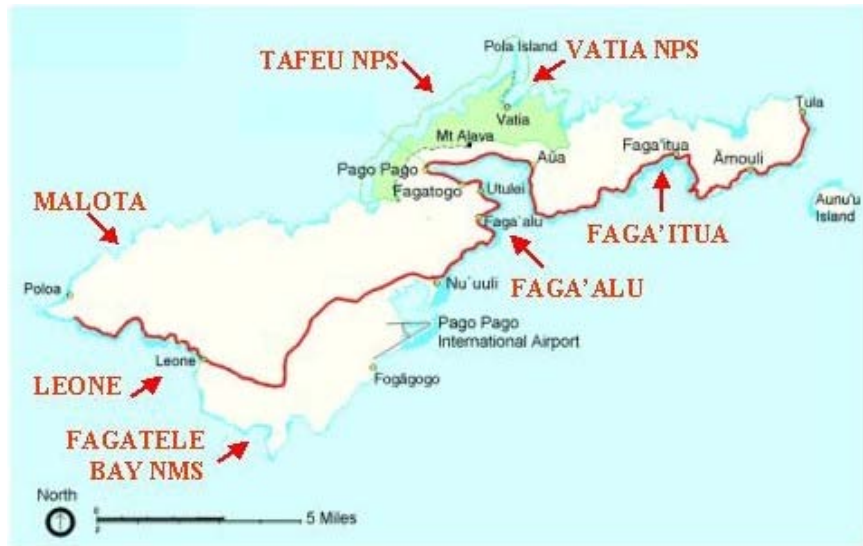 Pola Island
VATIA NPS
TAFEU NPS
Vatia
Tula
Mt Alava
Faga'itua
Aūa
Āmouli
Pago Pago
Fagatogo
Utulei
Aunu'u
Island
MALOTA
Faga`alu
FAGA'ITUA
FAGA'ALU
Poloa
Nu`uuli
Pago Pago
International Airport
Leone
Fogāgogo
LEONE
FAGATELE
BAY NMS
North
5 Miles